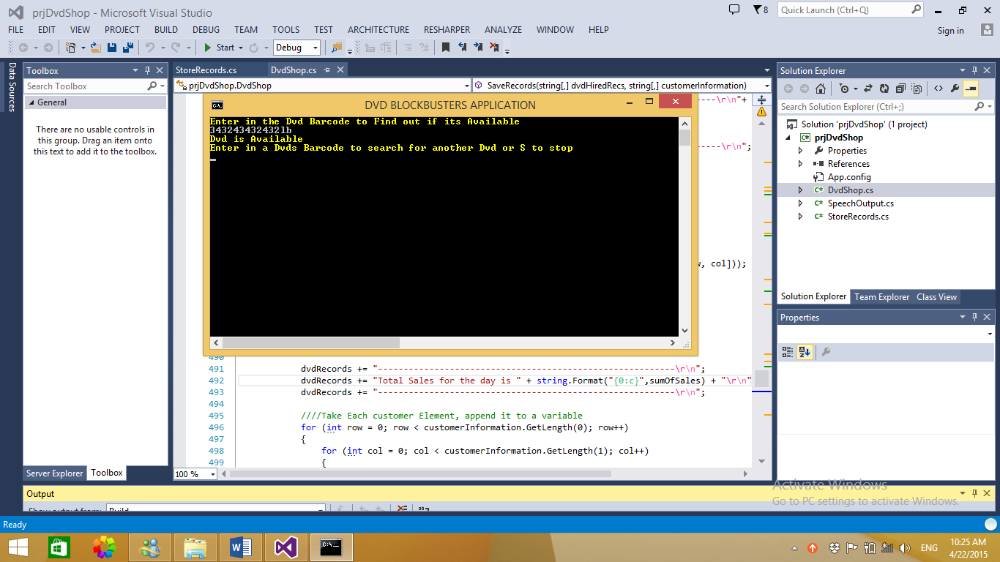 prjDvdShop - Microsoft Visual Studio
8
Quick Launch (Ctrl+Q)
FILE EDIT VIEW PROJECT BUILD DEBUG TEAM TOOLS TEST ARCHITECTURE RESHARPER ANALYZE WINDOW HELP
Sign in
Start
Debug
Data Sources
Toolbox
Search Toolbox
General
There are no usable controls in
this group. Drag an item onto
this text to add it to the toolbox.
Server Explorer Toolbox
StoreRecords.cs DvdShop.cs
prjDvdShop.DvdShop
SaveRecords(string[,] dvdHiredRecs, string[,] customerInformation)
-----\r\n"+
DVD BLOCKBUSTERS APPLICATION
Enter in the Dvd Barcode to Find out if its Available
3432434324321b
Dvd is Available
Enter in a Dvds Barcode to search for another Dvd or S to stop
-----\r\n";
, col]));
490
491 dvdRecords += "----------------------------------------------------------\r\n";
492 dvdRecords += "Total Sales for the day is " + string.Format("{0:c}",sumOfSales) + "\r\n"
493 dvdRecords += "----------------------------------------------------------\r\n";
494
495 ////Take Each customer Element, append it to a variable
496 for (int row = 0; row < customerInformation.GetLength(0); row++)
497 {
498 for (int col = 0; col < customerInformation.GetLength(1); col++)
499 {
100 %
Solution Explorer
Search Solution Explorer (Ctrl+;)
Solution 'prjDvdShop' (1 project)
prjDvdShop
Properties
References
App.config
DvdShop.cs
SpeechOutput.cs
StoreRecords.cs
Solution Explorer Team Explorer Class View
Properties
Output
Show output from: Build
Activate Windows
Go to PC settings to activate Windows.
Ready
ENG
10:25 AM
4/22/2015